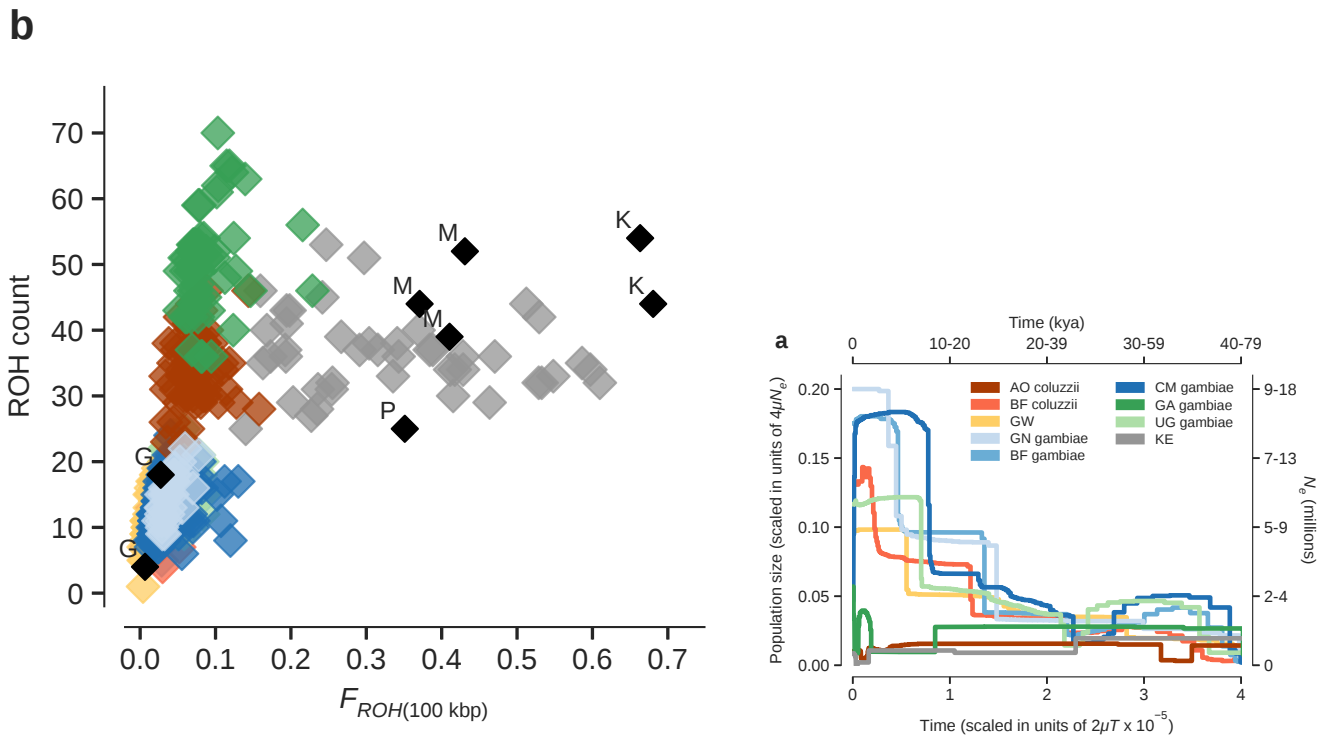 b
ROH count
70
60
50
40
30
20
10
0
0.0 0.1 0.2 0.3 0.4 0.5 0.6 0.7
F_ROH(100 kbp)
M
K
M
K
M
P
G
G
a
Time (kya)
0 10-20 20-39 30-59 40-79
Population size (scaled in units of 4μN_e)
0.20
0.15
0.10
0.05
0.00
AO coluzzii
BF coluzzii
GW
GN gambiae
BF gambiae
CM gambiae
GA gambiae
UG gambiae
KE
9-18
7-13
5-9
2-4
0
N_e (millions)
0 1 2 3 4
Time (scaled in units of 2μT x 10⁻⁵)